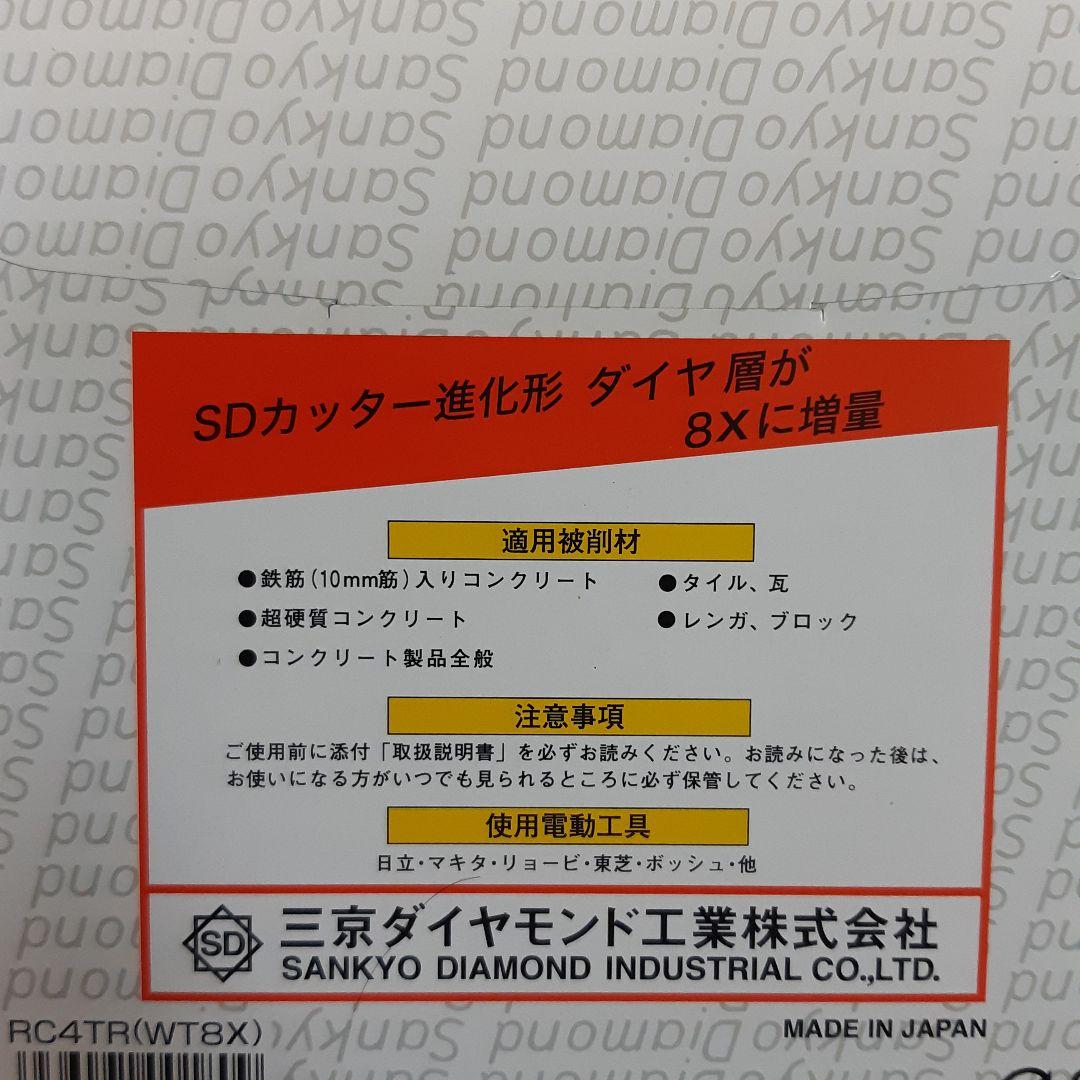 SDカッター進化形 ダイヤ層が
8Xに増量
適用被削材
●鉄筋(10mm筋)入りコンクリート
●タイル、瓦
●超硬質コンクリート
●レンガ、ブロック
●コンクリート製品全般
注意事項
ご使用前に添付「取扱説明書」を必ずお読みください。お読みになった後は、
お使いになる方がいつでも見られるところに必ず保管してください。
使用電動工具
日立・マキタ・リョービ・東芝・ボッシュ・他
SD 三京ダイヤモンド工業株式会社
SANKYO DIAMOND INDUSTRIAL CO.,LTD.
RC4TR(WT8X)
MADE IN JAPAN
Sankyo Diamond